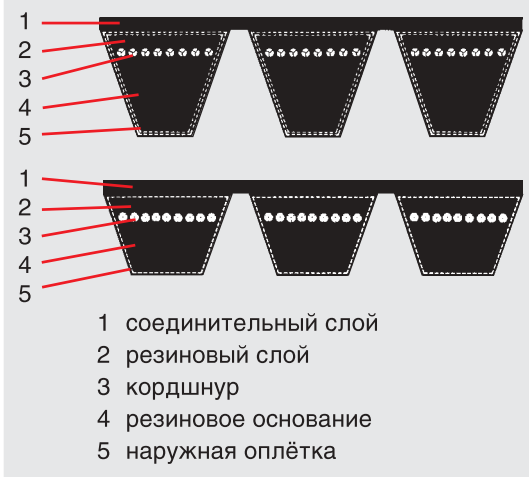 1
2
3
4
5
1
2
3
4
5
1 соединительный слой
2 резиновый слой
3 кордшнур
4 резиновое основание
5 наружная оплётка